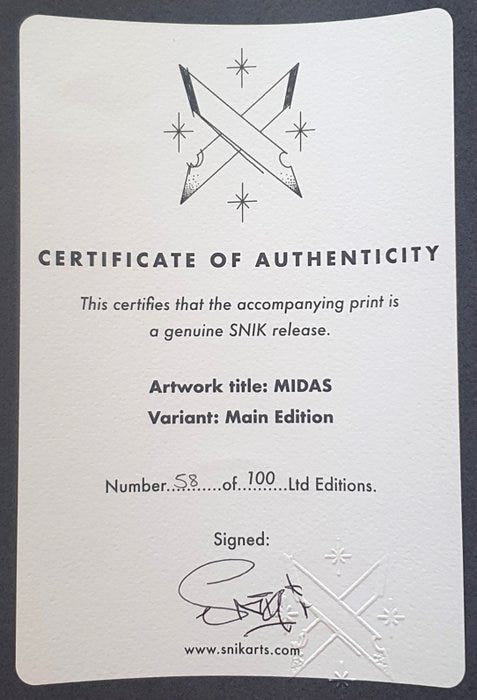 CERTIFICATE OF AUTHENTICITY
This certifies that the accompanying print is
a genuine SNIK release.
Artwork title: MIDAS
Variant: Main Edition
Number..58.....of..100...Ltd Editions.
Signed:
SNIK
www.snikarts.com